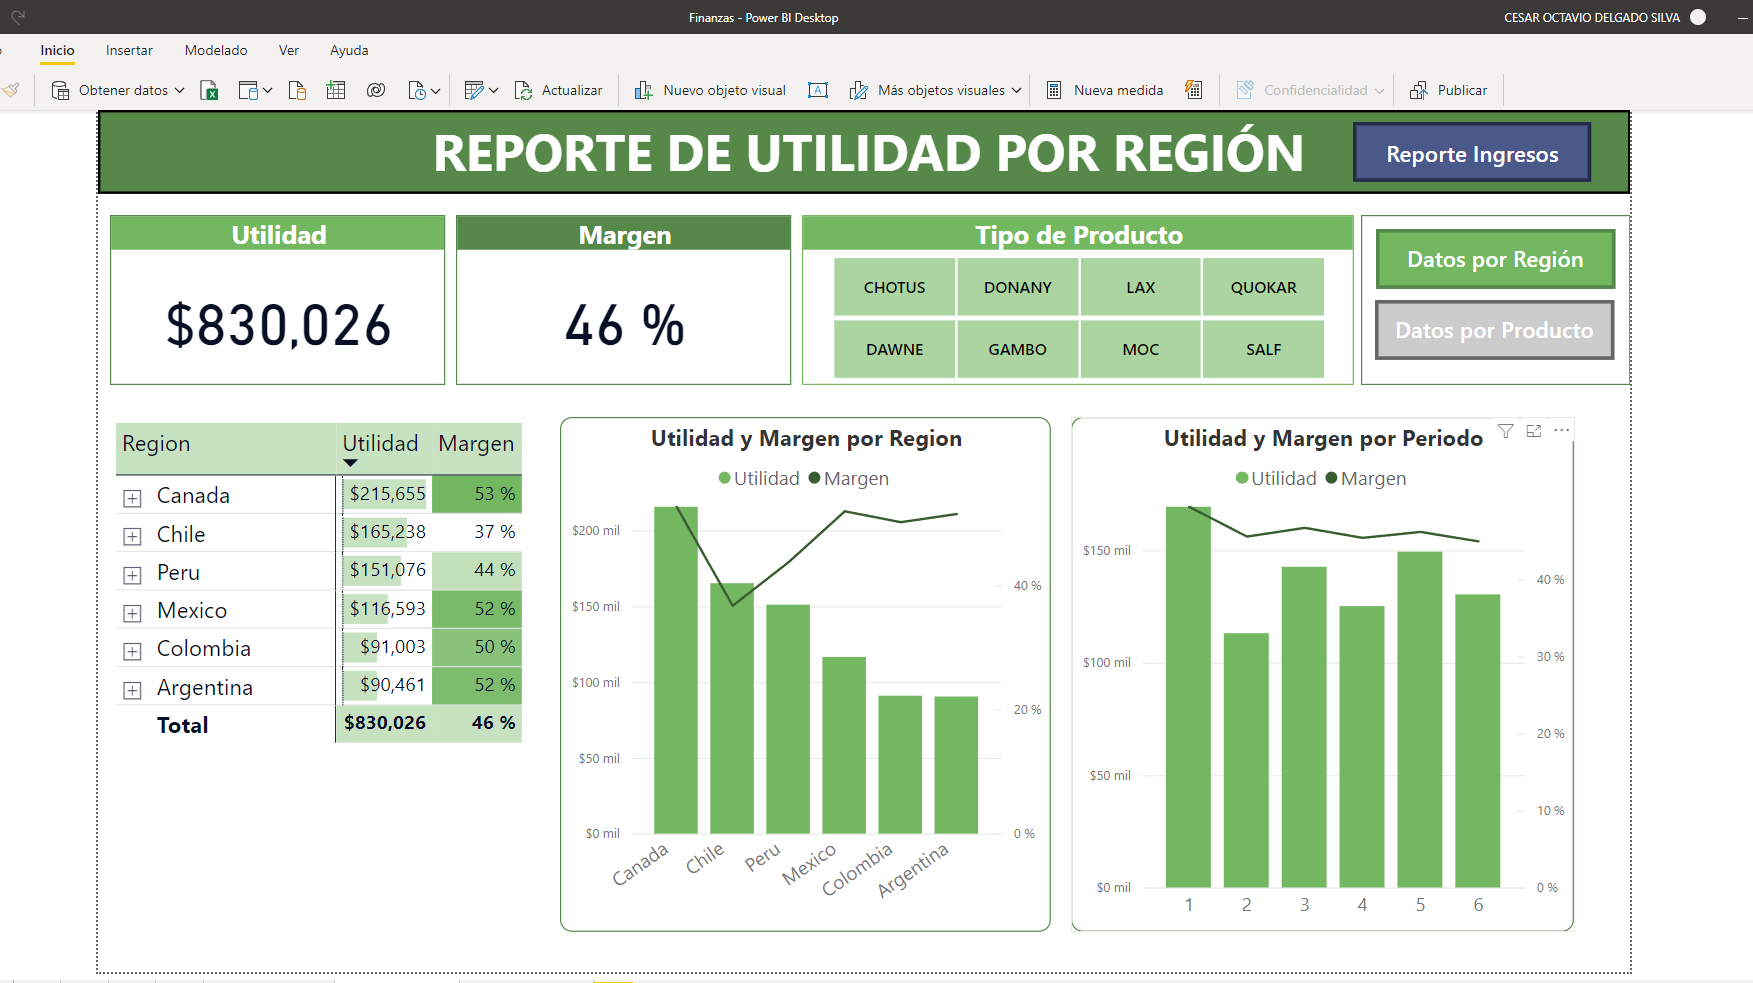 Finanzas - Power BI Desktop
CESAR OCTAVIO DELGADO SILVA
Inicio Insertar Modelado Ver Ayuda
Obtener datos Actualizar Nuevo objeto visual Más objetos visuales Nueva medida Confidencialidad Publicar
REPORTE DE UTILIDAD POR REGIÓN
Reporte Ingresos
Utilidad
$830,026
Margen
46 %
Tipo de Producto
CHOTUS DONANY LAX QUOKAR
DAWNE GAMBO MOC SALF
Datos por Región
Datos por Producto
Region Utilidad Margen
Canada $215,655 53 %
Chile $165,238 37 %
Peru $151,076 44 %
Mexico $116,593 52 %
Colombia $91,003 50 %
Argentina $90,461 52 %
Total $830,026 46 %
Utilidad y Margen por Region
Utilidad Margen
$200 mil
$150 mil
$100 mil
$50 mil
$0 mil
40 %
20 %
0 %
Canada Chile Peru Mexico Colombia Argentina
Utilidad y Margen por Periodo
Utilidad Margen
$150 mil
$100 mil
$50 mil
$0 mil
40 %
30 %
20 %
10 %
0 %
1 2 3 4 5 6